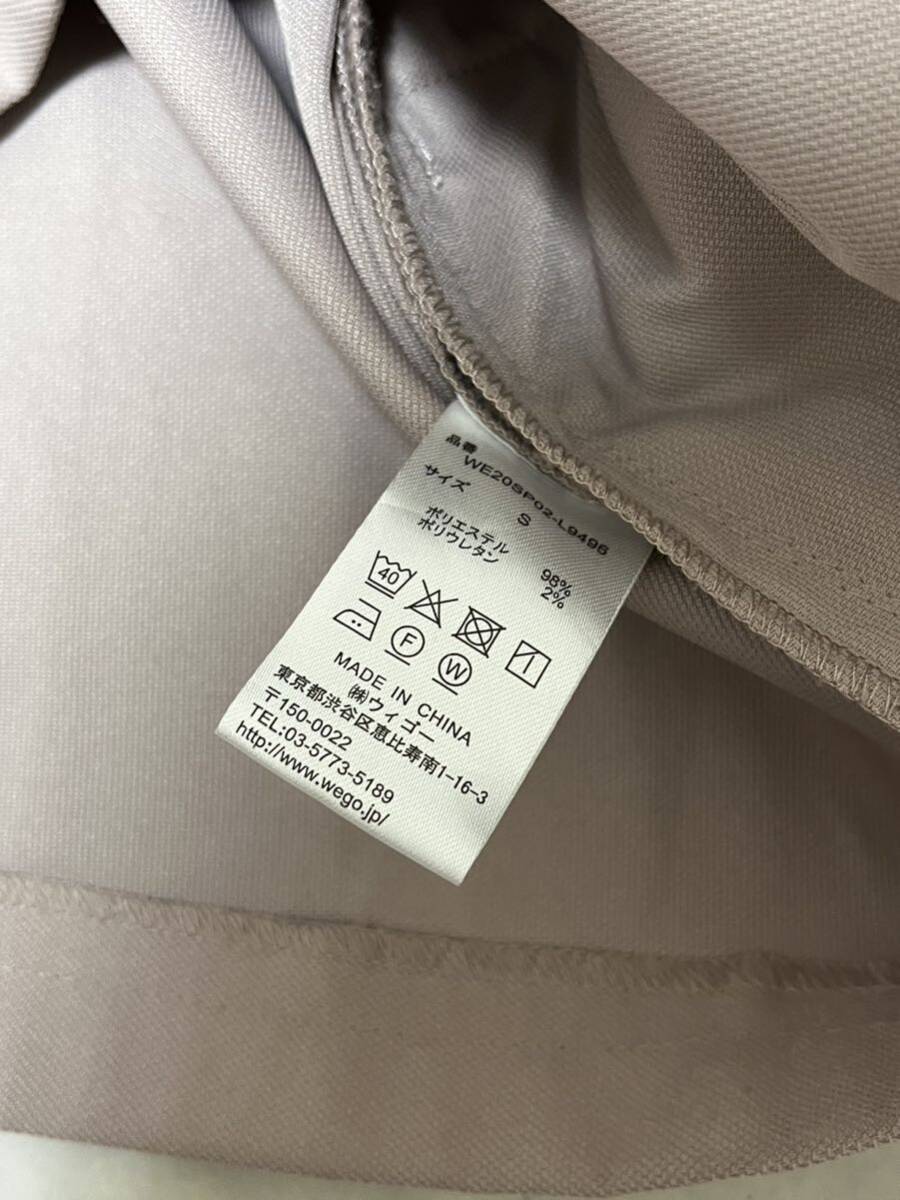 品番
WE20SP02-L9496
サイズ
S
ポリエステル 98%
ポリウレタン 2%
40
F W
MADE IN CHINA
㈱ウィゴー
東京都渋谷区恵比寿南1-16-3
〒150-0022
TEL:03-5773-5189
http://www.wego.jp/